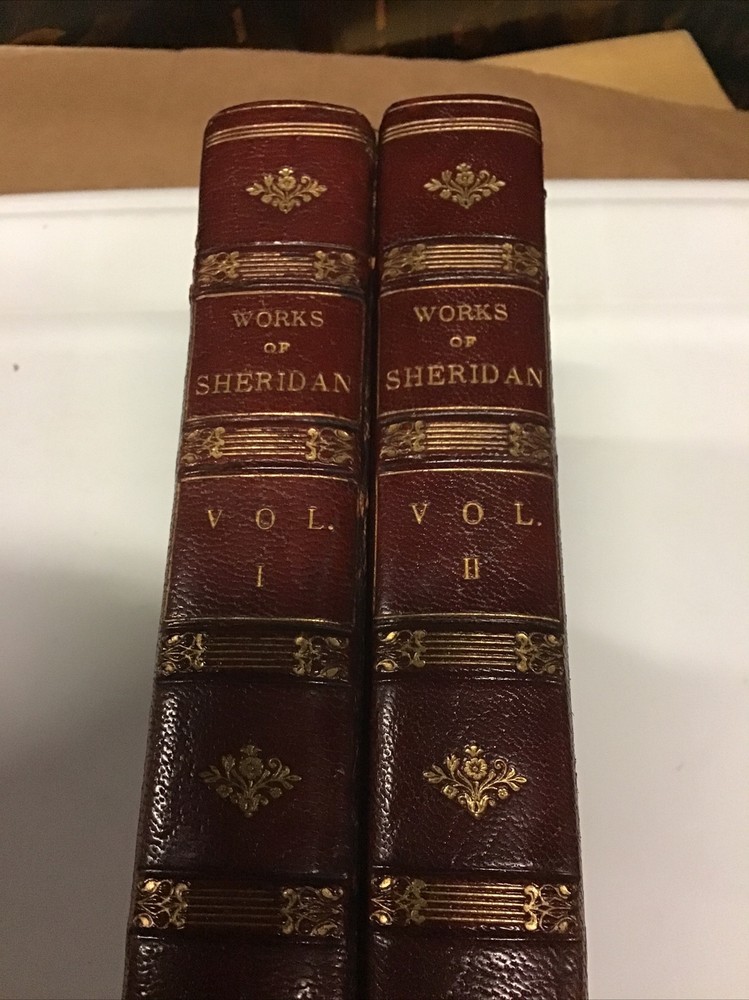 WORKS
OF
SHERIDAN
VOL.
I
WORKS
OF
SHERIDAN
VOL.
II